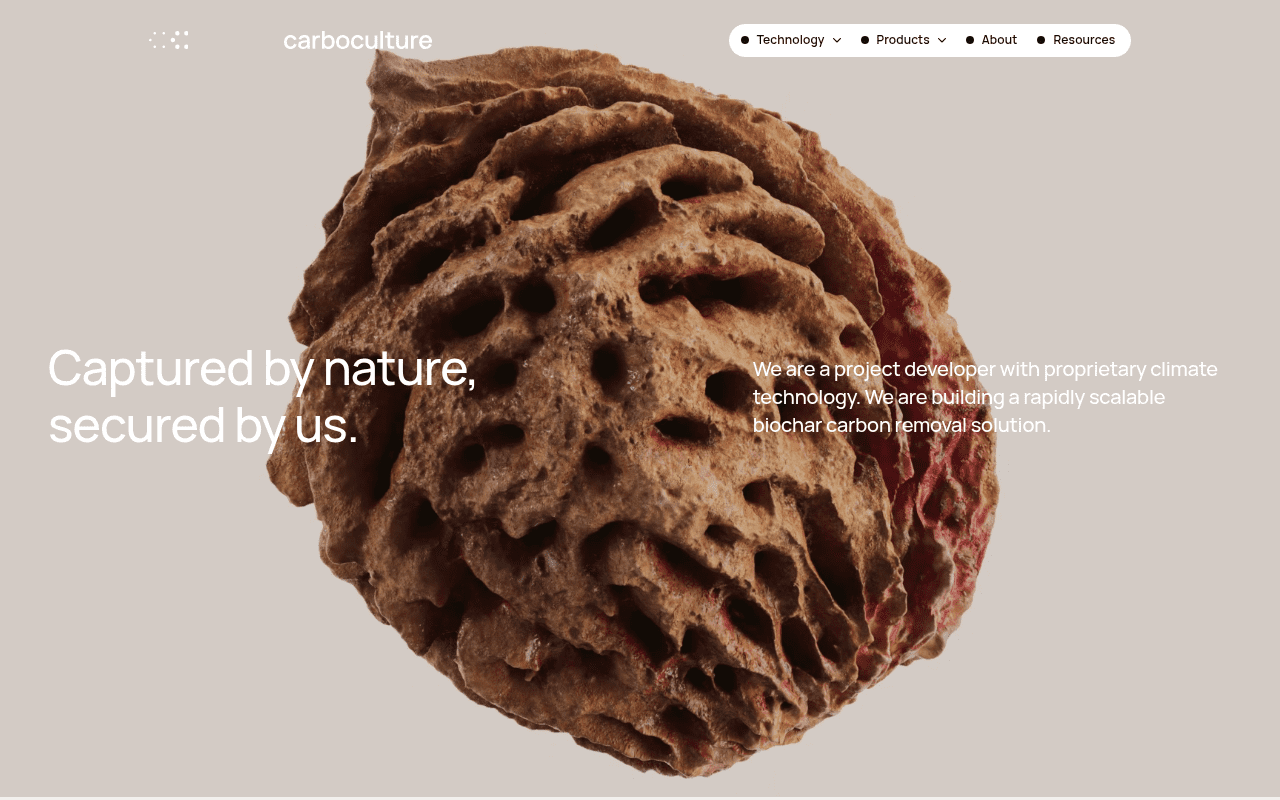 carboculture
Technology
Products
About
Resources
Captured by nature,
secured by us.
We are a project developer with proprietary climate
technology. We are building a rapidly scalable
biochar carbon removal solution.